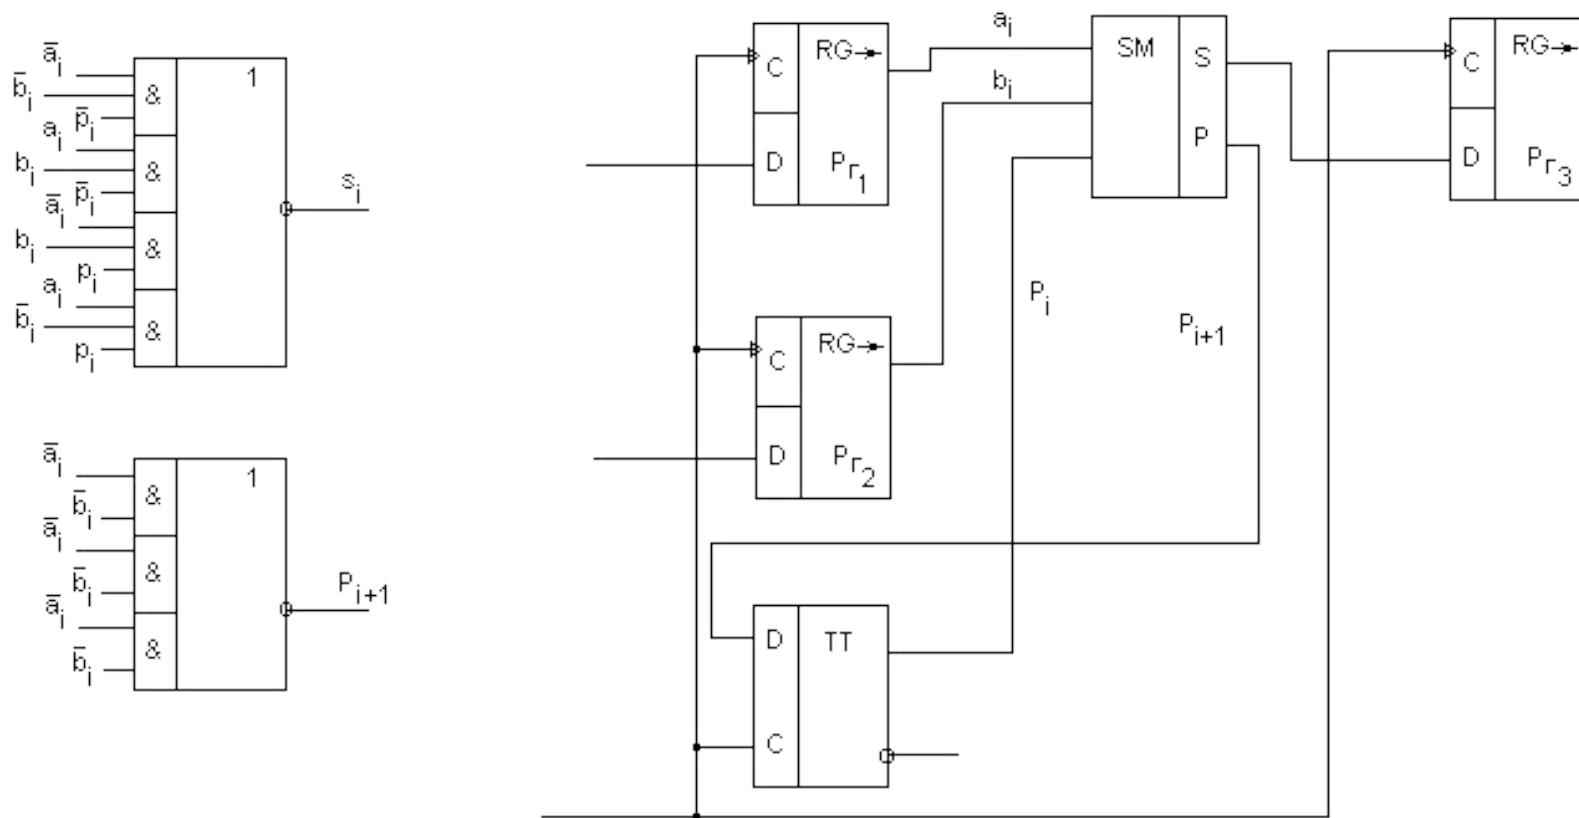 a̅i
1
b̅i
&
p̅i
ai
bi
&
p̅i
si
a̅i
bi
&
pi
ai
b̅i
&
pi
a̅i
1
&
b̅i
a̅i
&
b̅i
Pi+1
a̅i
&
b̅i
C
RG
D
Pr1
ai
bi
SM
S
P
C
RG
D
Pr3
Pi
Pi+1
C
RG
D
Pr2
D
TT
C